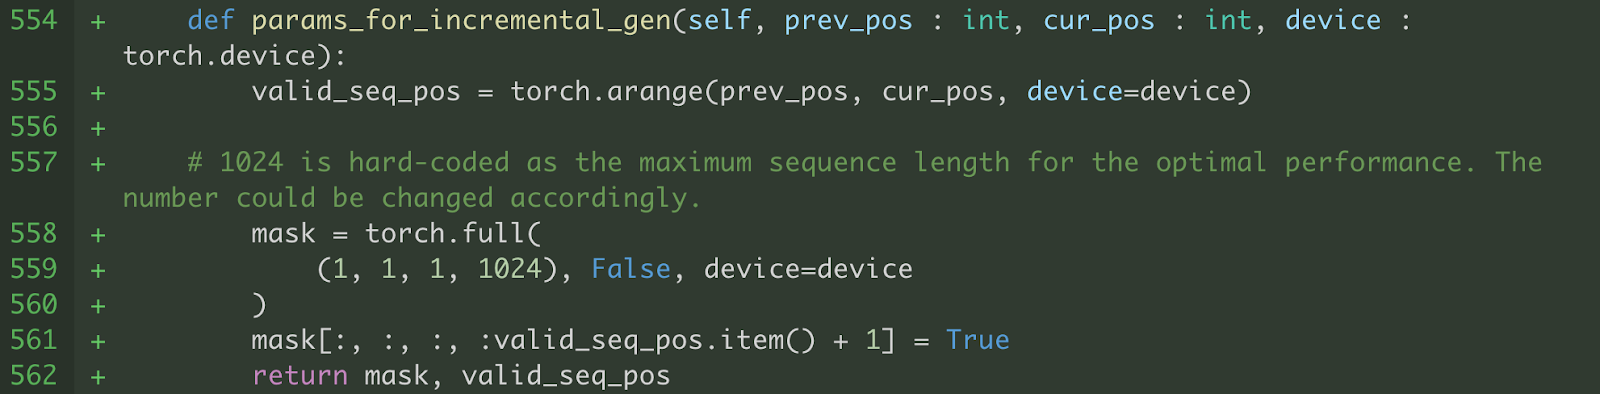 554 + def params_for_incremental_gen(self, prev_pos : int, cur_pos : int, device :
torch.device):
555 + valid_seq_pos = torch.arange(prev_pos, cur_pos, device=device)
556 +
557 + # 1024 is hard-coded as the maximum sequence length for the optimal performance. The
number could be changed accordingly.
558 + mask = torch.full(
559 + (1, 1, 1, 1024), False, device=device
560 + )
561 + mask[:, :, :, :valid_seq_pos.item() + 1] = True
562 + return mask, valid_seq_pos